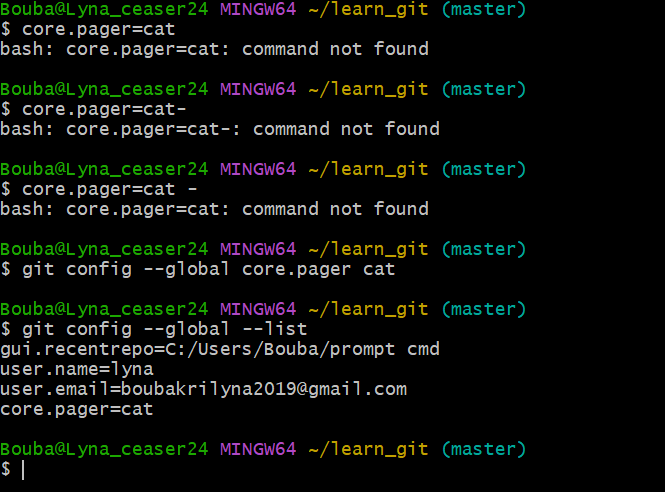 Bouba@Lyna_ceaser24 MINGW64 ~/learn_git (master)
$ core.pager=cat
bash: core.pager=cat: command not found
Bouba@Lyna_ceaser24 MINGW64 ~/learn_git (master)
$ core.pager=cat-
bash: core.pager=cat-: command not found
Bouba@Lyna_ceaser24 MINGW64 ~/learn_git (master)
$ core.pager=cat -
bash: core.pager=cat: command not found
Bouba@Lyna_ceaser24 MINGW64 ~/learn_git (master)
$ git config --global core.pager cat
Bouba@Lyna_ceaser24 MINGW64 ~/learn_git (master)
$ git config --global --list
gui.recentrepo=C:/Users/Bouba/prompt cmd
user.name=lyna
user.email=boubakrilyna2019@gmail.com
core.pager=cat
Bouba@Lyna_ceaser24 MINGW64 ~/learn_git (master)
$